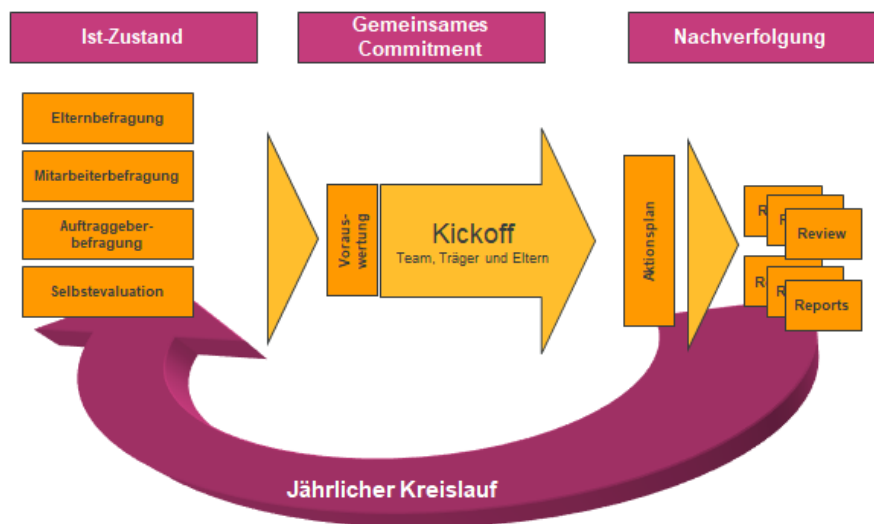 Ist-Zustand
Gemeinsames
Commitment
Nachverfolgung
Elternbefragung
Mitarbeiterbefragung
Auftraggeber-
befragung
Selbstevaluation
Voraus-
wertung
Kickoff
Team, Träger und Eltern
Aktionsplan
Review
Reports
Jährlicher Kreislauf